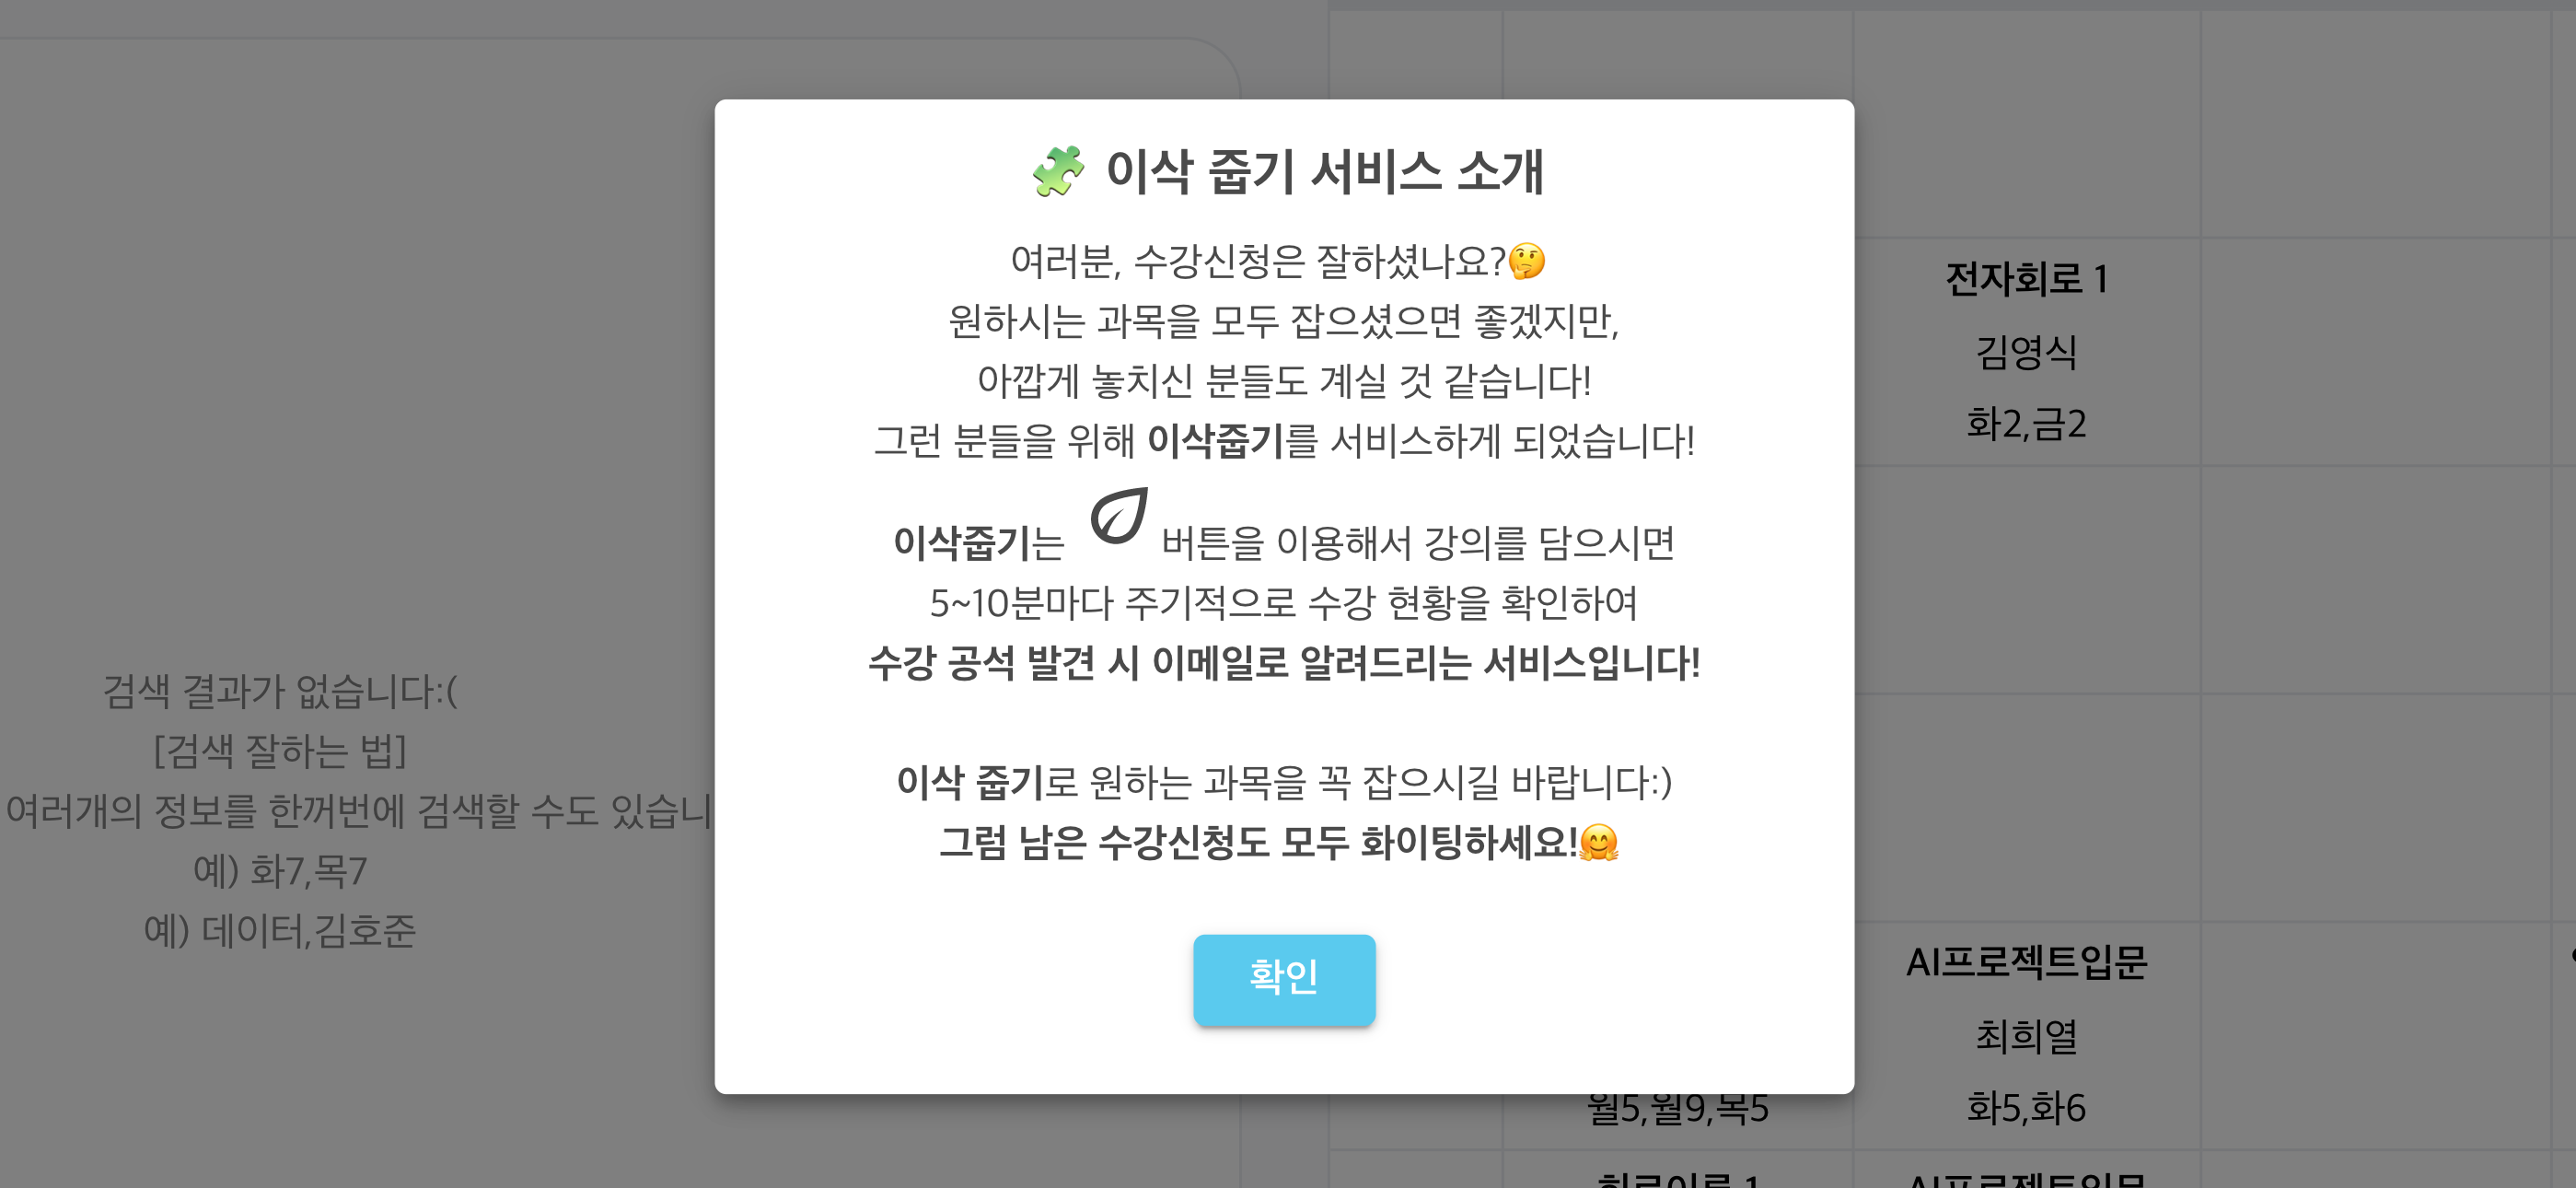 이삭 줍기 서비스 소개
여러분, 수강신청은 잘하셨나요?🤔
원하시는 과목을 모두 잡으셨으면 좋겠지만,
아깝게 놓치신 분들도 계실 것 같습니다!
그런 분들을 위해 이삭줍기를 서비스하게 되었습니다!
이삭줍기는 버튼을 이용해서 강의를 담으시면
5~10분마다 주기적으로 수강 현황을 확인하여
수강 공석 발견 시 이메일로 알려드리는 서비스입니다!
이삭 줍기로 원하는 과목을 꼭 잡으시길 바랍니다:)
그럼 남은 수강신청도 모두 화이팅하세요!🤗
확인
검색 결과가 없습니다:(
[검색 잘하는 법]
여러개의 정보를 한꺼번에 검색할 수도 있습니
예) 화7,목7
예) 데이터,김호준
전자회로 1
김영식
화2,금2
AI프로젝트입문
최희열
화5,화6
월5,월9,목5
회로이론 1
AI프로젝트입문